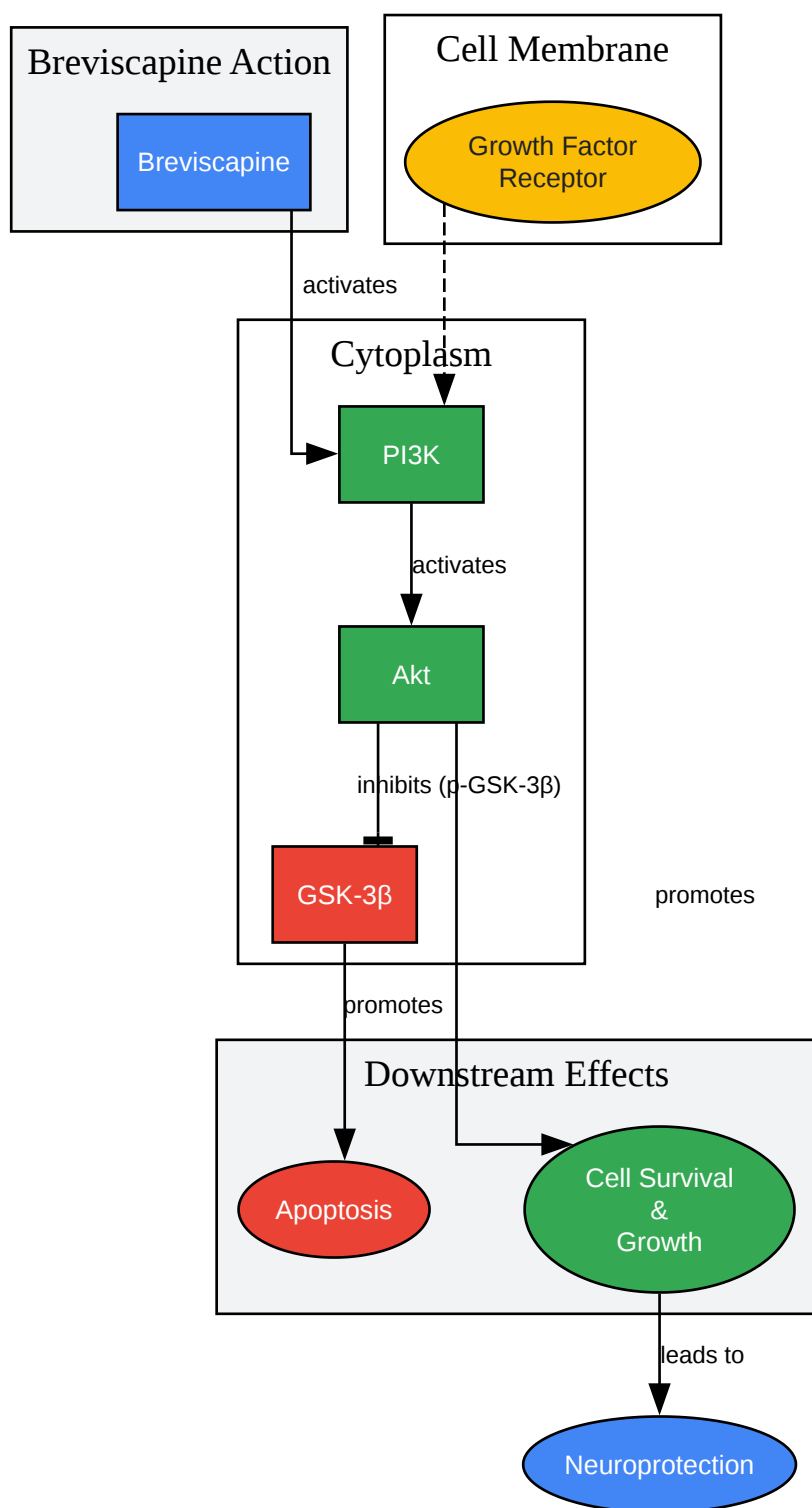 Breviscapine Action
Cell Membrane
Breviscapine
Growth Factor
Receptor
activates
Cytoplasm
PI3K
activates
Akt
inhibits (p-GSK-3β)
GSK-3β
promotes
promotes
Downstream Effects
Apoptosis
Cell Survival
&
Growth
leads to
Neuroprotection